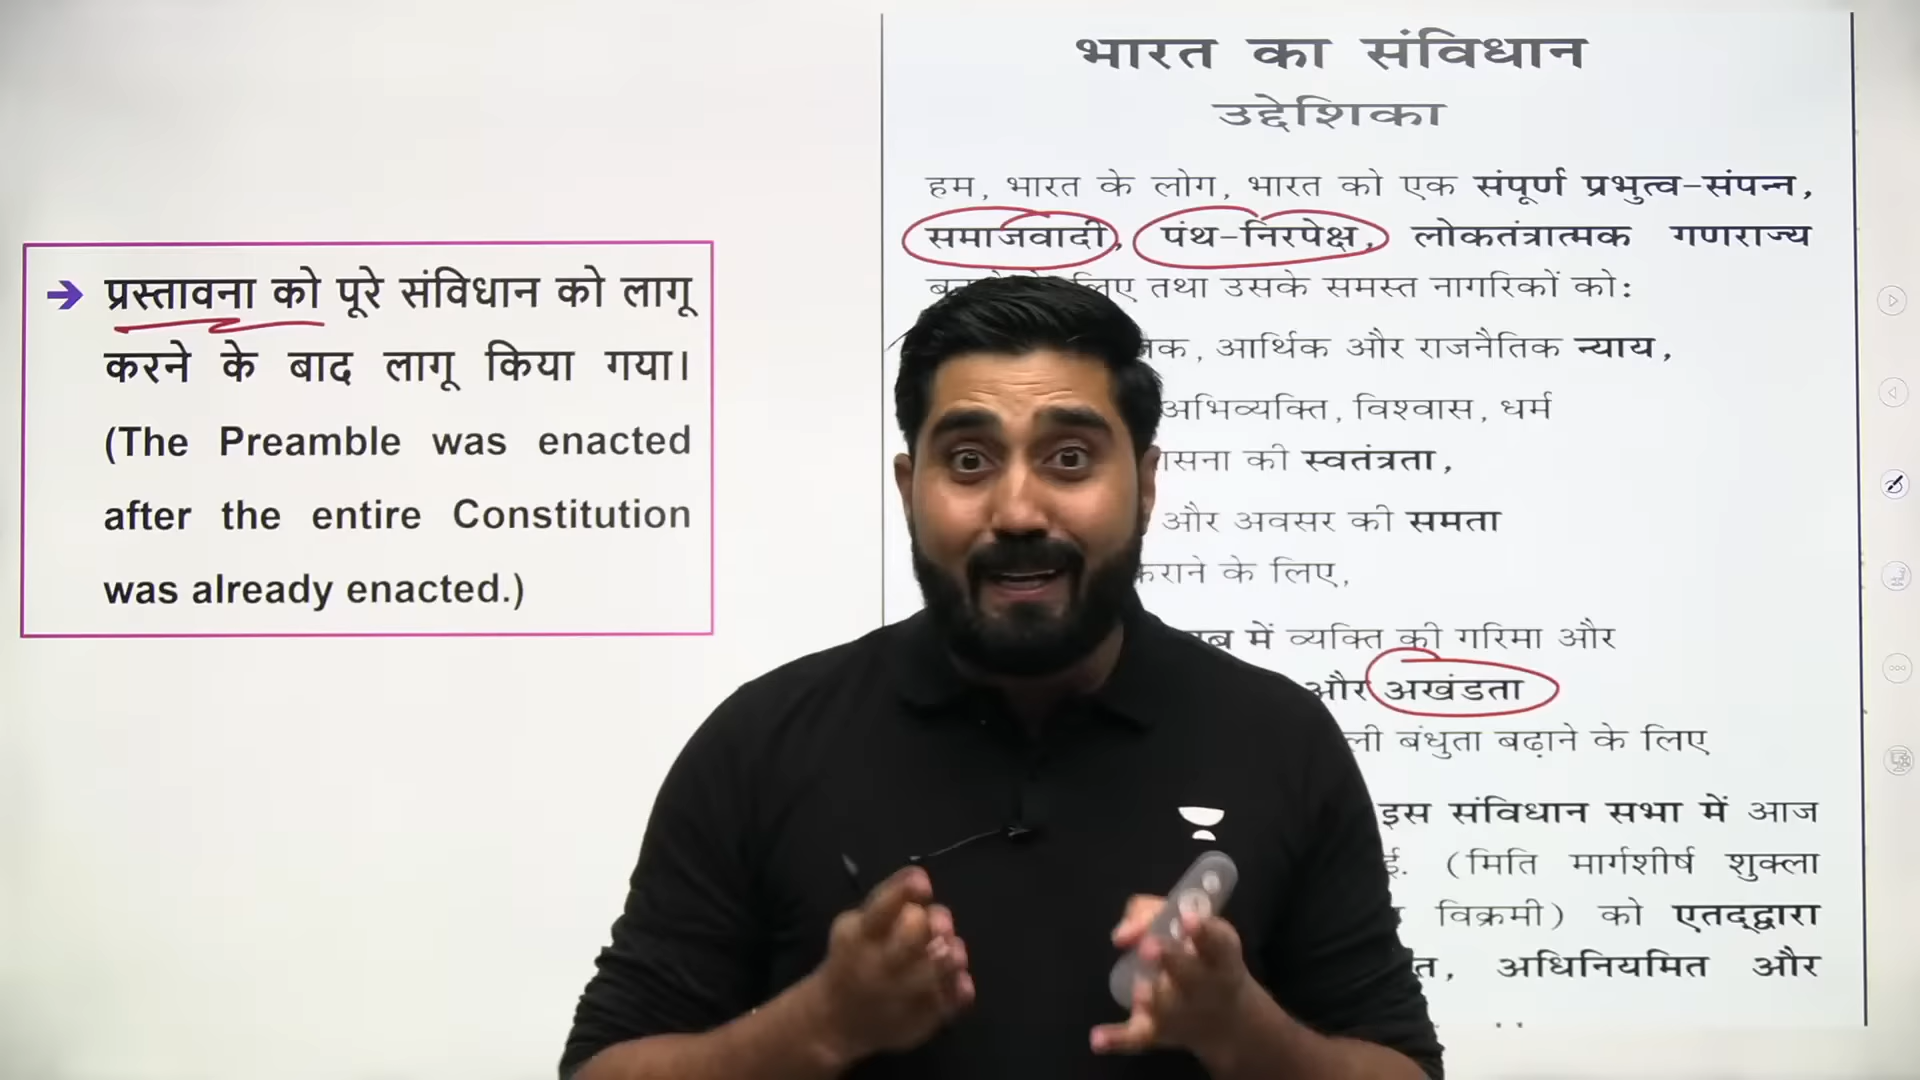 → प्रस्तावना को पूरे संविधान को लागू
करने के बाद लागू किया गया।
(The Preamble was enacted
after the entire Constitution
was already enacted.)
भारत का संविधान
उद्देशिका
हम, भारत के लोग, भारत को एक संपूर्ण प्रभुत्व-संपन्न,
समाजवादी, पंथ-निरपेक्ष, लोकतंत्रात्मक गणराज्य
लिए तथा उसके समस्त नागरिकों को:
आर्थिक और राजनैतिक न्याय,
अभिव्यक्ति, विश्वास, धर्म
की स्वतंत्रता,
और अवसर की समता
कराने के लिए,
में व्यक्ति की गरिमा और
और अखंडता
बंधुता बढ़ाने के लिए
इस संविधान सभा में आज
ई. (मिति मार्गशीर्ष शुक्ला
विक्रमी) को एतद्द्वारा
अधिनियमित और